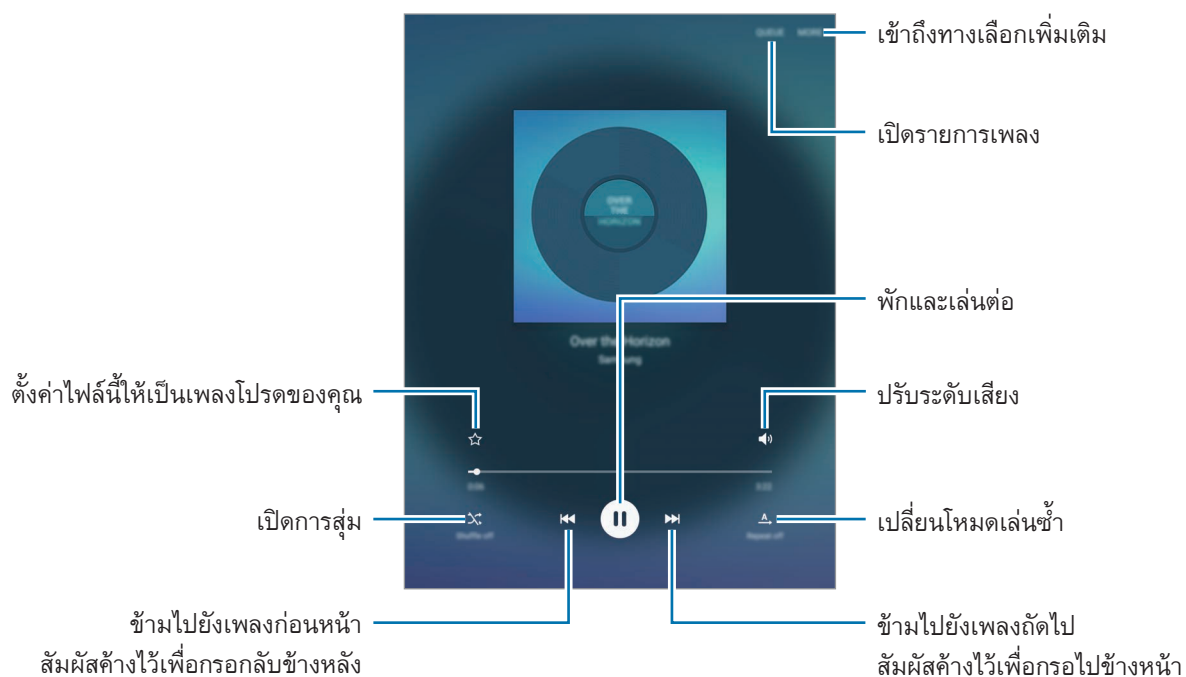 เข้าถึงทางเลือกเพิ่มเติม
QUEUE MORE
เปิดรายการเพลง
OVER
THE
HORIZON
พักและเล่นต่อ
Over the Horizon
Samsung
ตั้งค่าไฟล์นี้ให้เป็นเพลงโปรดของคุณ
ปรับระดับเสียง
0:06
เปิดการสุ่ม
เปลี่ยนโหมดเล่นซ้ำ
Shuffle off
Repeat off
ข้ามไปยังเพลงก่อนหน้า
สัมผัสค้างไว้เพื่อกรอกลับข้างหลัง
ข้ามไปยังเพลงถัดไป
สัมผัสค้างไว้เพื่อกรอไปข้างหน้า